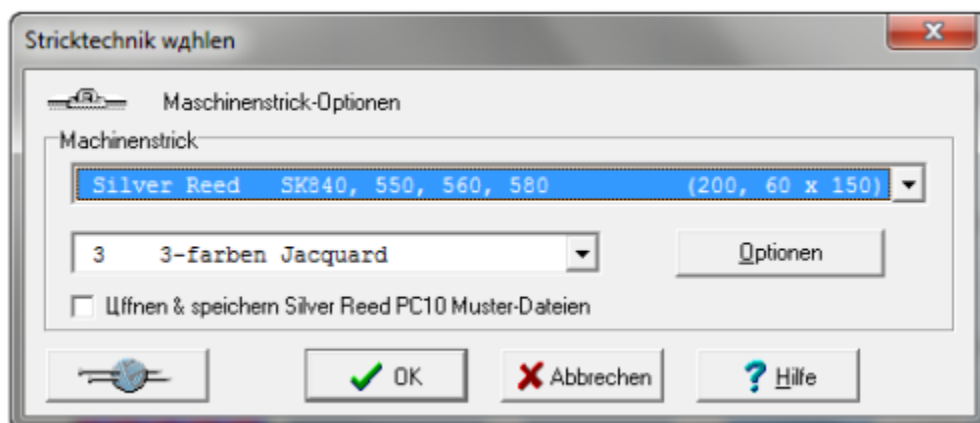 Stricktechnik wдhlen
Maschinenstrick-Optionen
Machinenstrick
Silver Reed   SK840, 550, 560, 580   (200, 60 x 150)
3   3-farben Jacquard
Optionen
Цffnen & speichern Silver Reed PC10 Muster-Dateien
OK
Abbrechen
Hilfe